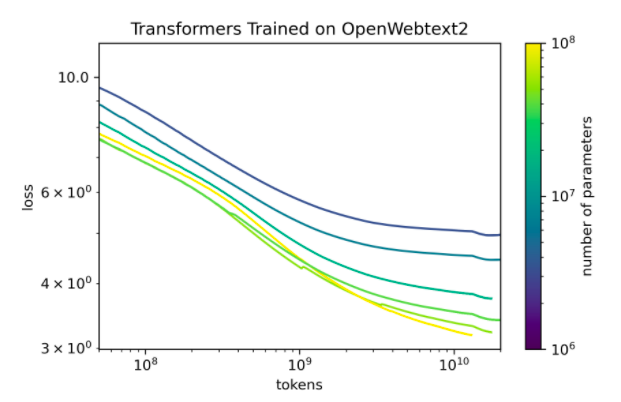 Transformers Trained on OpenWebtext2
10.0
6 × 10⁰
4 × 10⁰
3 × 10⁰
loss
10⁸
10⁹
10¹⁰
tokens
10⁸
10⁷
10⁶
number of parameters